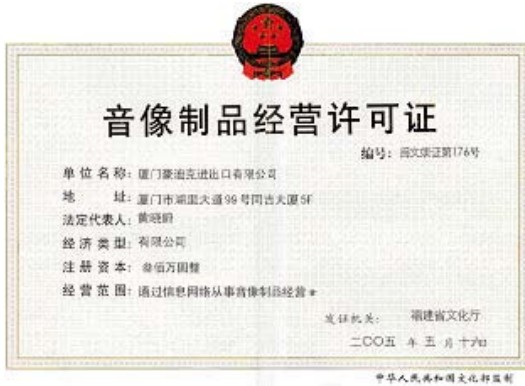 音像制品经营许可证
编号：闽文 证第176号
单位名称：厦门豪迪克进出口有限公司
地 址：厦门市湖里大道99号同吉大厦5F
法定代表人：黄晓蔚
经济类型：有限公司
注册资本：叁佰万圆整
经营范围：通过信息网络从事音像制品经营*
发证机关：福建省文化厅
二〇〇五 年 五 月 十六日
中华人民共和国文化部监制